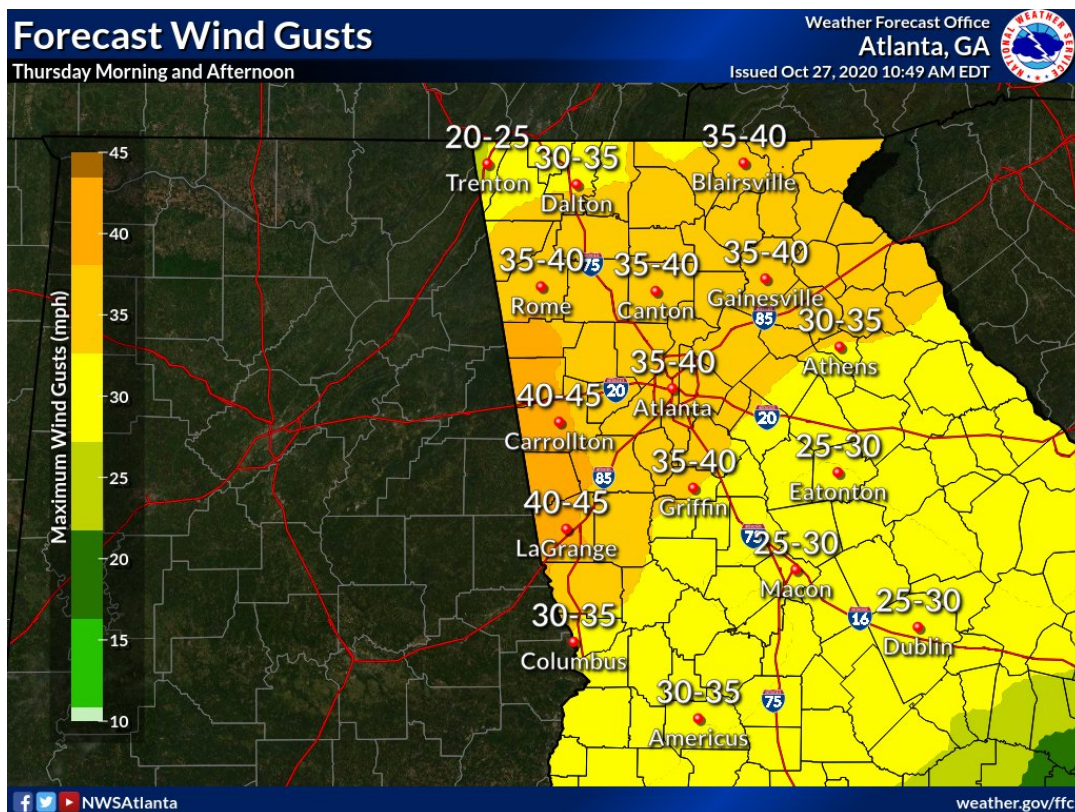 Forecast Wind Gusts
Thursday Morning and Afternoon
Weather Forecast Office
Atlanta, GA
Issued Oct 27, 2020 10:49 AM EDT
NATIONAL WEATHER SERVICE
Maximum Wind Gusts (mph)
45
40
35
30
25
20
15
10
20-25
Trenton
30-35
Dalton
35-40
Blairsville
35-40
Rome
75
35-40
Canton
35-40
Gainesville
85
30-35
Athens
35-40
Atlanta
20
20
40-45
Carrollton
85
35-40
Griffin
25-30
Eatonton
40-45
LaGrange
75
25-30
Macon
16
25-30
Dublin
30-35
Columbus
30-35
Americus
75
NWSAtlanta
weather.gov/ffc